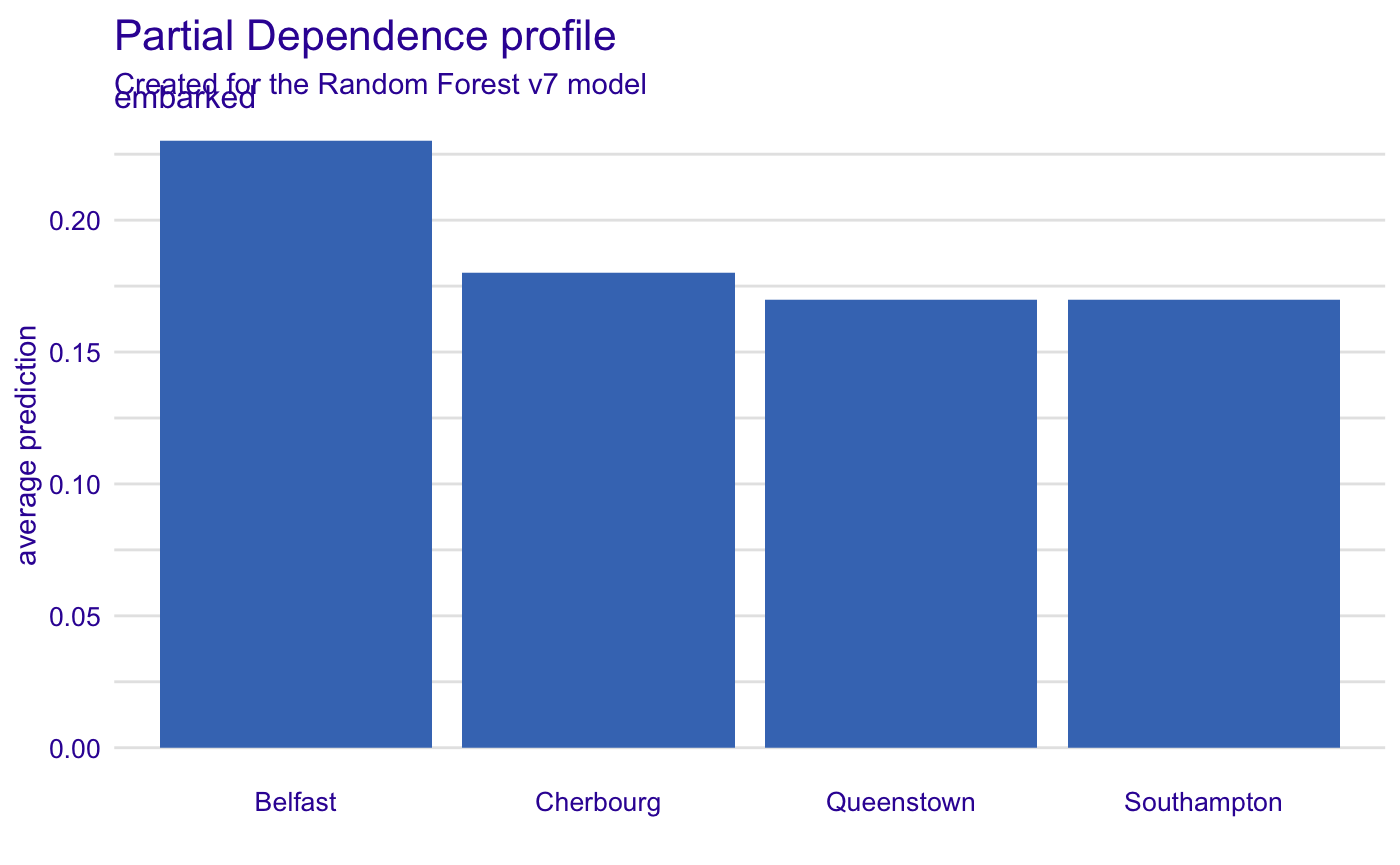 Partial Dependence profile
Created for the Random Forest v7 model
embarked
0.20
0.15
0.10
0.05
0.00
average prediction
Belfast
Cherbourg
Queenstown
Southampton